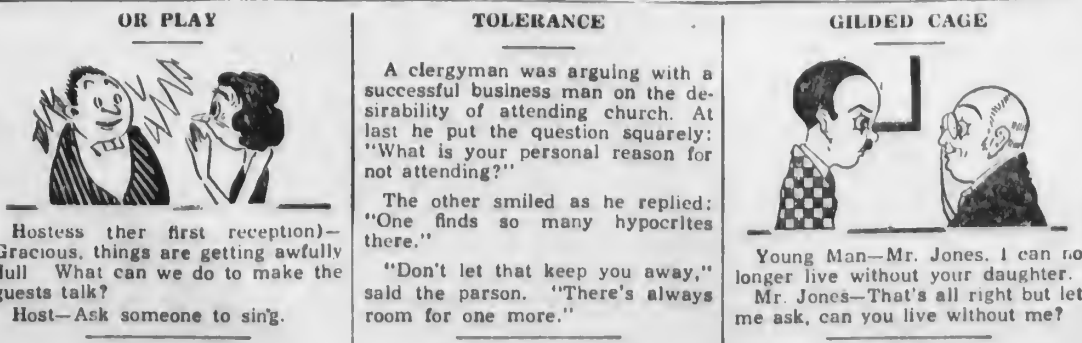 OR PLAY
Hostess ther first reception)—
Gracious, things are getting awfully
dull What can we do to make the
guests talk?
Host—Ask someone to sing.
TOLERANCE
A clergyman was arguing with a
successful business man on the de-
sirability of attending church. At
last he put the question squarely:
"What is your personal reason for
not attending?"
The other smiled as he replied:
"One finds so many hypocrites
there."
"Don't let that keep you away,"
said the parson. "There's always
room for one more."
GILDED CAGE
Young Man—Mr. Jones. I can no
longer live without your daughter.
Mr. Jones—That's all right but let
me ask, can you live without me?